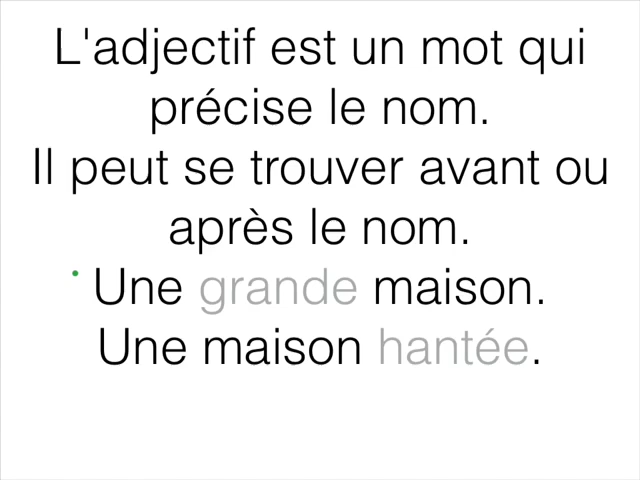 L'adjectif est un mot qui
précise le nom.
Il peut se trouver avant ou
après le nom.
Une grande maison.
Une maison hantée.